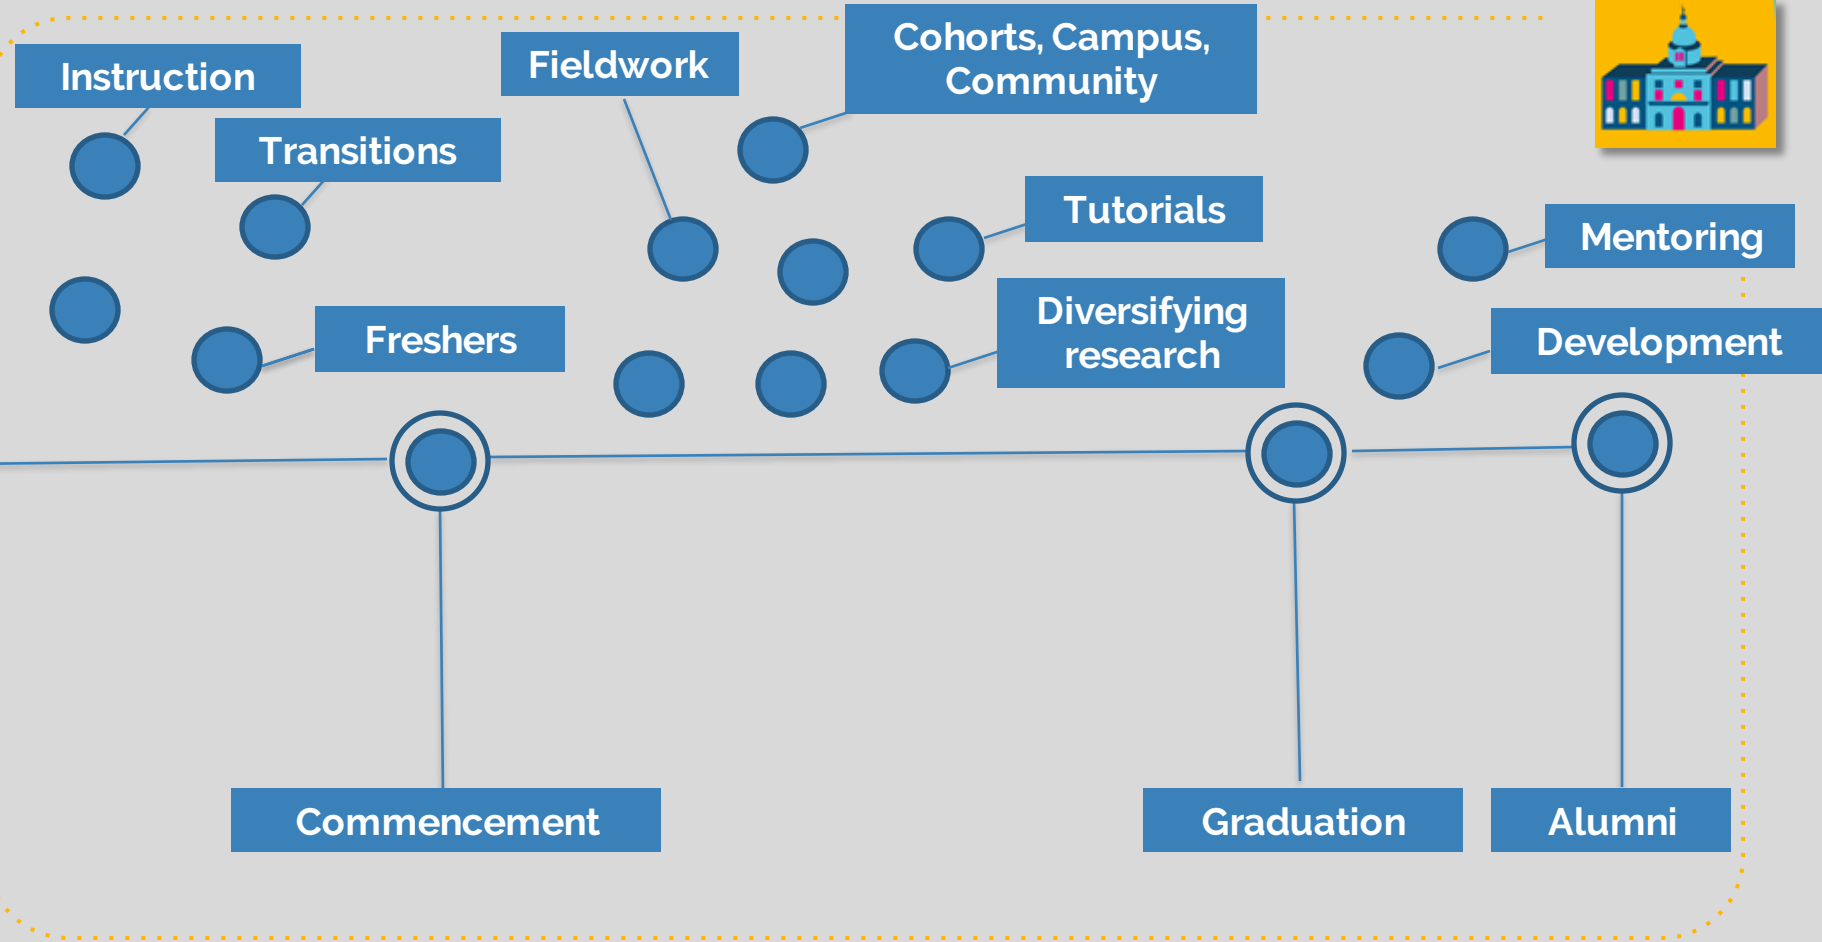 Instruction
Fieldwork
Cohorts, Campus,
Community
Transitions
Tutorials
Mentoring
Freshers
Diversifying
research
Development
Commencement
Graduation
Alumni